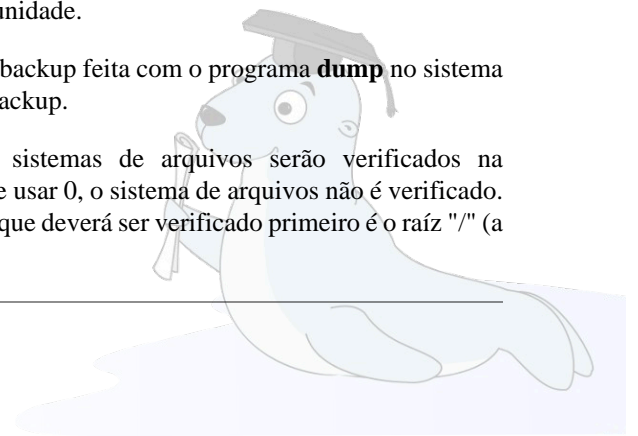 unidade.
backup feita com o programa dump no sistema
backup.
sistemas de arquivos serão verificados na
e usar 0, o sistema de arquivos não é verificado.
que deverá ser verificado primeiro é o raíz "/" (a